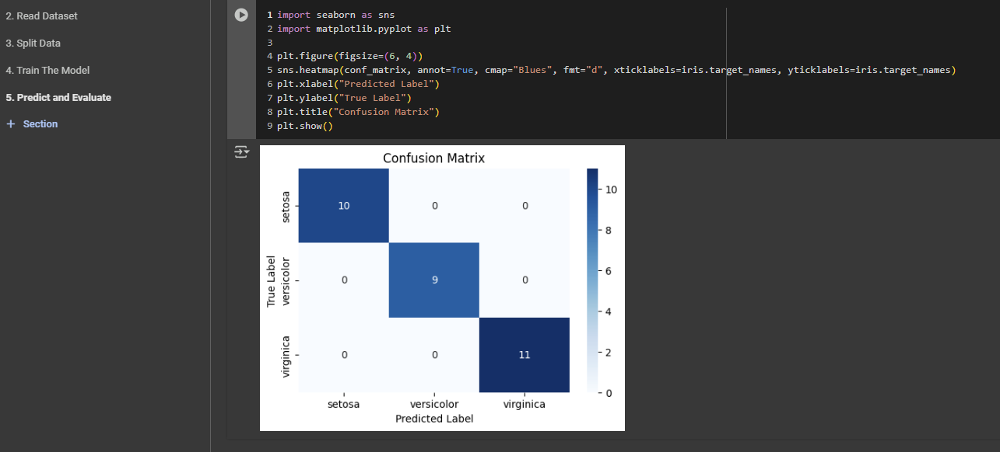 2. Read Dataset
3. Split Data
4. Train The Model
5. Predict and Evaluate
+ Section
1 import seaborn as sns
2 import matplotlib.pyplot as plt
3
4 plt.figure(figsize=(6, 4))
5 sns.heatmap(conf_matrix, annot=True, cmap="Blues", fmt="d", xticklabels=iris.target_names, yticklabels=iris.target_names)
6 plt.xlabel("Predicted Label")
7 plt.ylabel("True Label")
8 plt.title("Confusion Matrix")
9 plt.show()
Confusion Matrix
True Label
setosa
10 0 0
versicolor
0 9 0
virginica
0 0 11
setosa versicolor virginica
Predicted Label
10
8
6
4
2
0